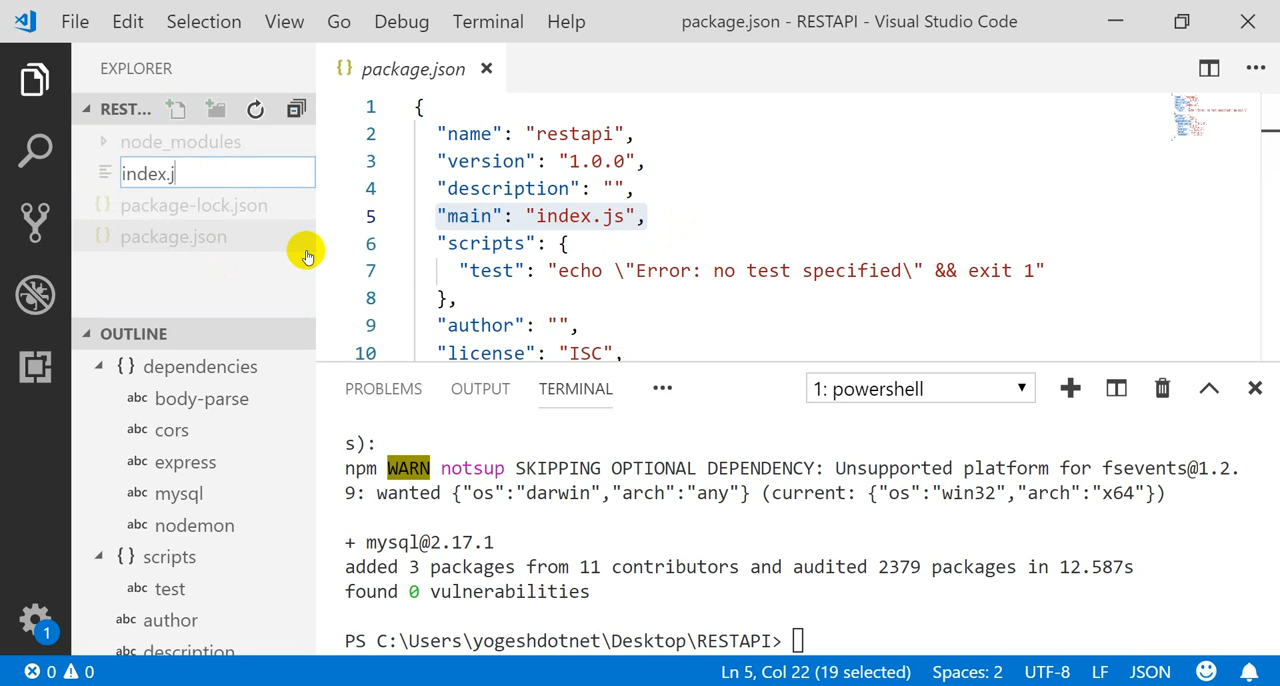 File Edit Selection View Go Debug Terminal Help package.json - RESTAPI - Visual Studio Code
EXPLORER
REST...
node_modules
index.j
package-lock.json
package.json
OUTLINE
{} dependencies
abc body-parse
abc cors
abc express
abc mysql
abc nodemon
{} scripts
abc test
abc author
abc description
1
{} package.json
1 {
2 "name": "restapi",
3 "version": "1.0.0",
4 "description": "",
5 "main": "index.js",
6 "scripts": {
7 "test": "echo \"Error: no test specified\" && exit 1"
8 },
9 "author": "",
10 "license": "ISC",
PROBLEMS OUTPUT TERMINAL ••• 1: powershell
s):
npm WARN notsup SKIPPING OPTIONAL DEPENDENCY: Unsupported platform for fsevents@1.2.
9: wanted {"os":"darwin","arch":"any"} (current: {"os":"win32","arch":"x64"})
+ mysql@2.17.1
added 3 packages from 11 contributors and audited 2379 packages in 12.587s
found 0 vulnerabilities
PS C:\Users\yogeshdotnet\Desktop\RESTAPI>
0 0 Ln 5, Col 22 (19 selected) Spaces: 2 UTF-8 LF JSON